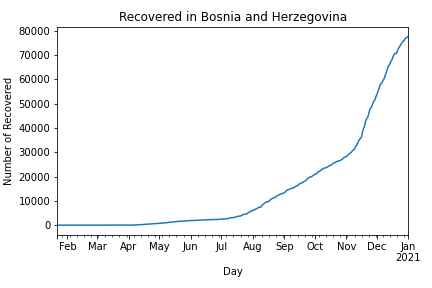 Recovered in Bosnia and Herzegovina
80000
70000
60000
50000
40000
30000
20000
10000
0
Number of Recovered
Feb Mar Apr May Jun Jul Aug Sep Oct Nov Dec Jan
2021
Day